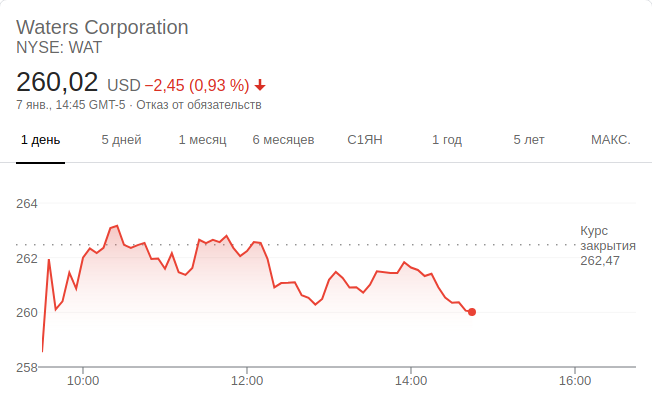 Waters Corporation
NYSE: WAT
260,02 USD −2,45 (0,93 %)
7 янв., 14:45 GMT-5 · Отказ от обязательств
1 день 5 дней 1 месяц 6 месяцев С1ЯН 1 год 5 лет МАКС.
264
Курс
закрытия
262,47
262
260
258
10:00 12:00 14:00 16:00